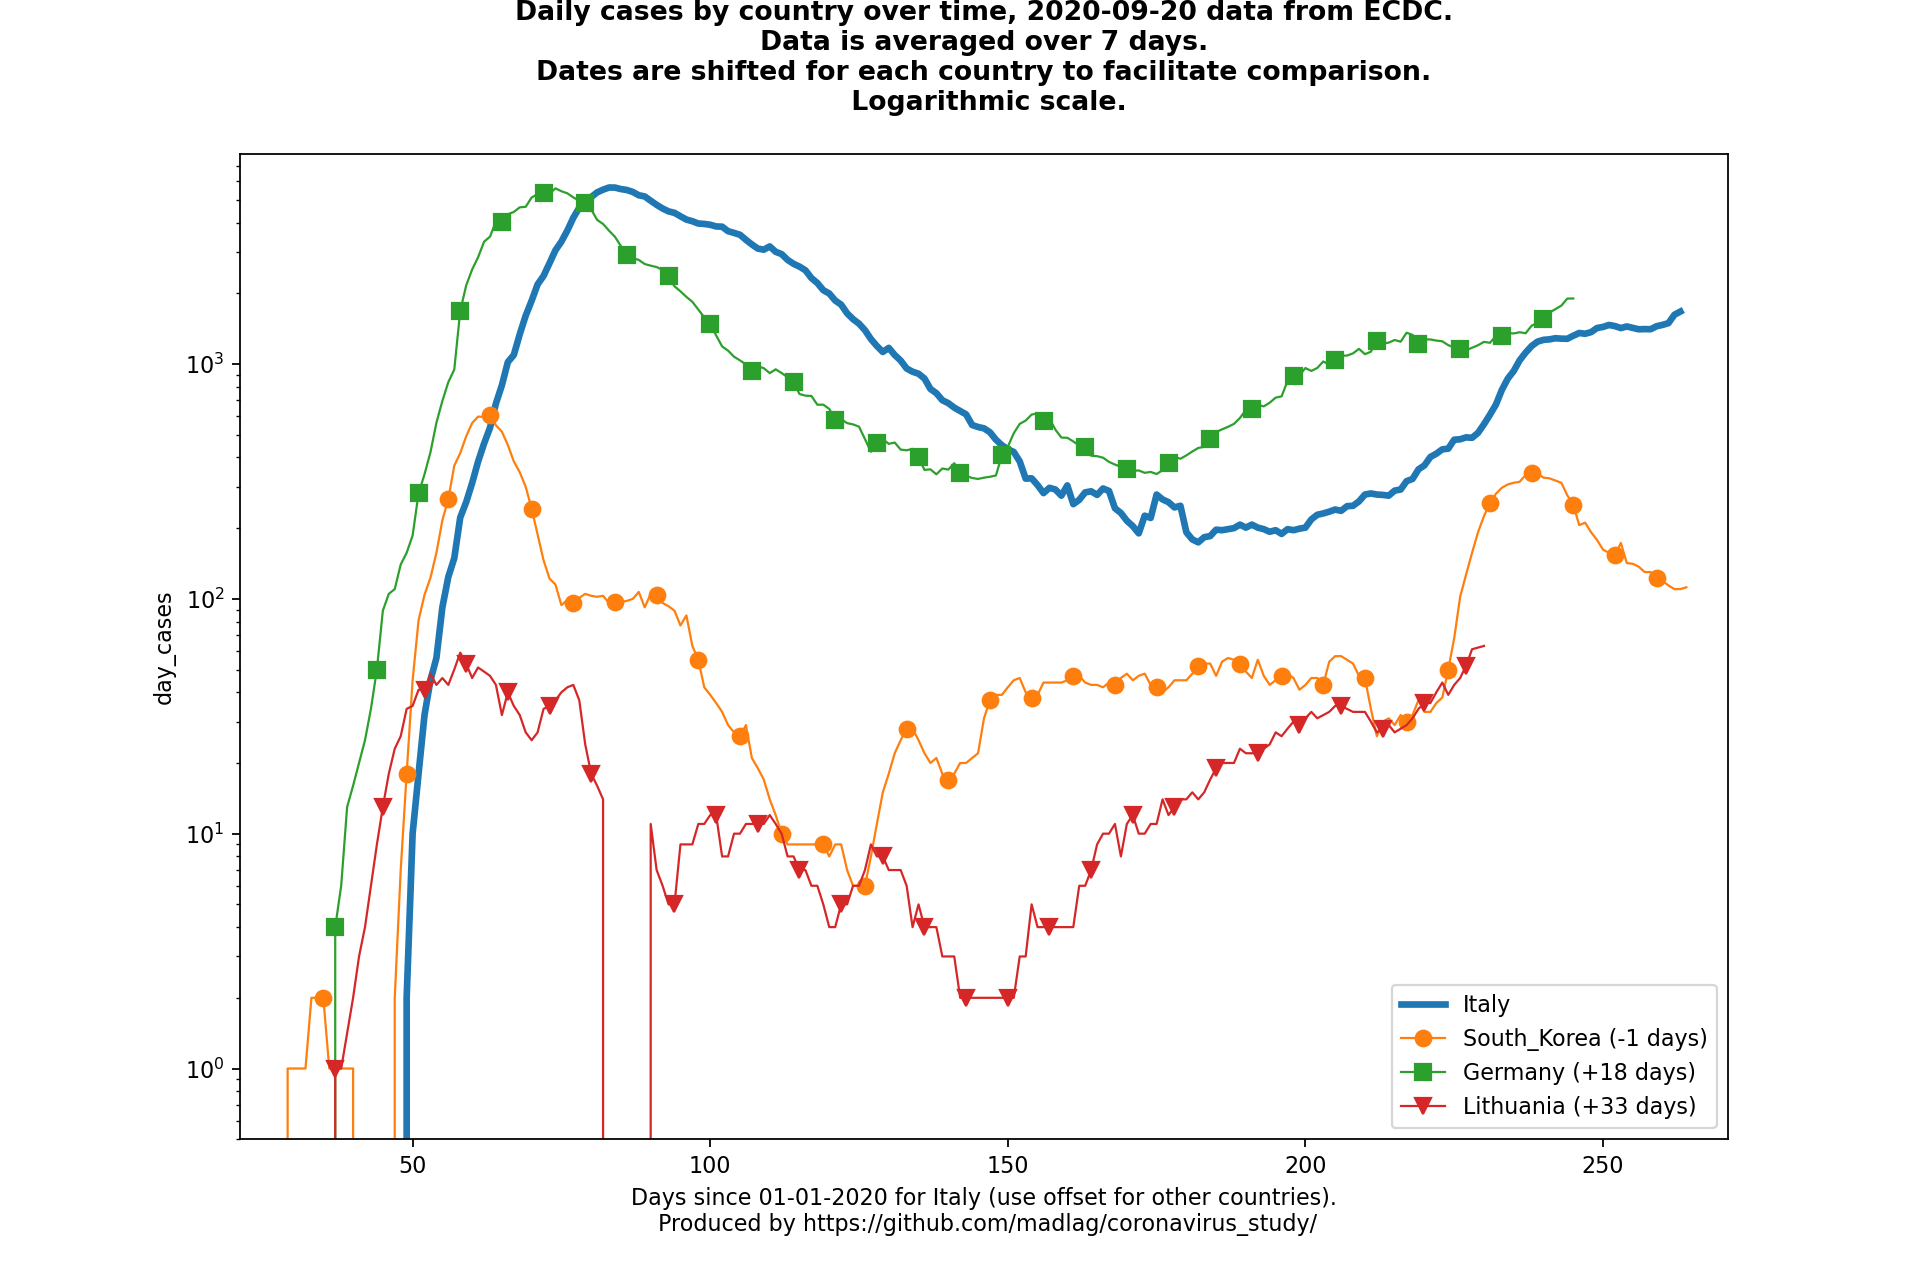 Daily cases by country over time, 2020-09-20 data from ECDC.
Data is averaged over 7 days.
Dates are shifted for each country to facilitate comparison.
Logarithmic scale.
10³
10²
10¹
10⁰
day_cases
50 100 150 200 250
Italy
South_Korea (-1 days)
Germany (+18 days)
Lithuania (+33 days)
Days since 01-01-2020 for Italy (use offset for other countries).
Produced by https://github.com/madlag/coronavirus_study/